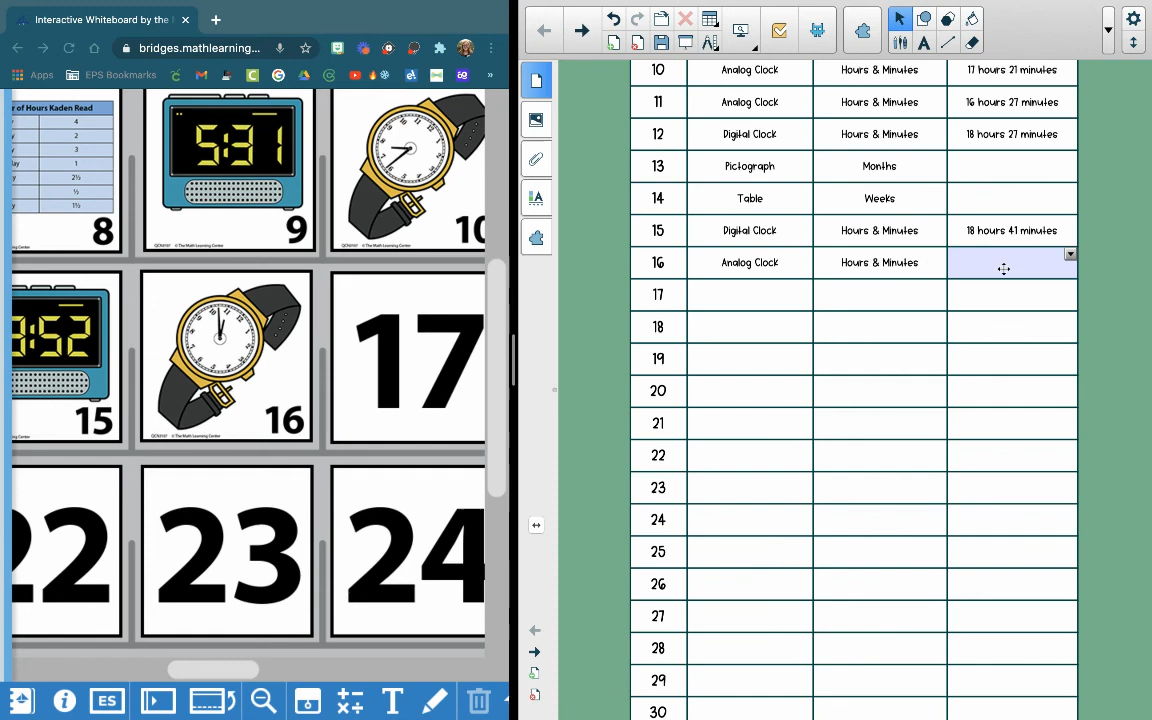 Interactive Whiteboard by the
bridges.mathlearning...
Apps
EPS Bookmarks
»
r of Hours Kaden Read
4
2
3
1
2½
½
1½
8
5:31
9
10
:52
15
16
17
22
23
24
ES
T
A
10 Analog Clock Hours & Minutes 17 hours 21 minutes
11 Analog Clock Hours & Minutes 16 hours 27 minutes
12 Digital Clock Hours & Minutes 18 hours 27 minutes
13 Pictograph Months
14 Table Weeks
15 Digital Clock Hours & Minutes 18 hours 41 minutes
16 Analog Clock Hours & Minutes
17
18
19
20
21
22
23
24
25
26
27
28
29
30